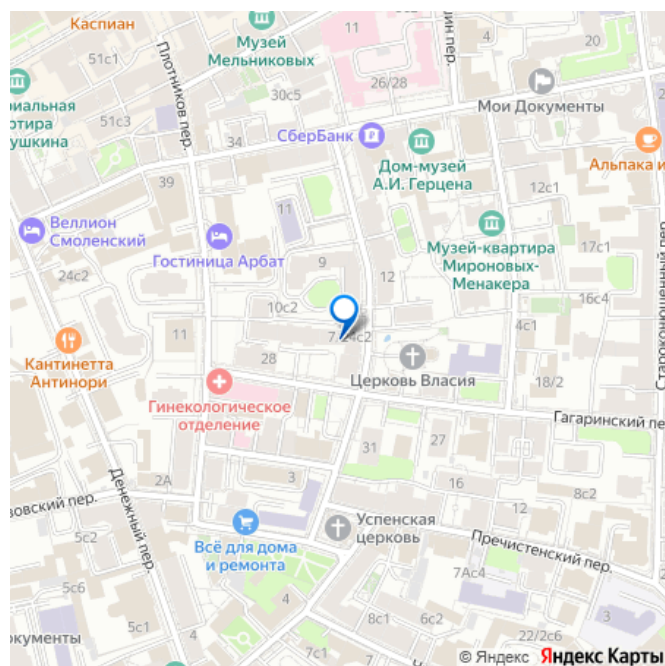 Каспиан
Музей
Мельниковых
11
20
Плотников пер.
26/28
Мои Документы
30с5
51с3
СберБанк
34
Дом-музей
А.И. Герцена
Альпака и
39
12с1
Веллион
Смоленский
11
Музей-квартира
Мироновых-
Менакера
17с1
Гостиница Арбат
9
24с2
12
16с4
10с2
4с1
Староконюшенный пер.
11
Кантинетта
Антинори
28
Церковь Власия
18/2
Гинекологическое
отделение
Гагаринский пе
31
27
2А
3
16
8с2
Денежный пер.
Успенская
церковь
Пречистенский пер.
Всё для дома
и ремонта
5с2
7Ас4
5с6
4
8с1
6с2
3
5с1
4
22/2с6
© Яндекс Яндекс Карты